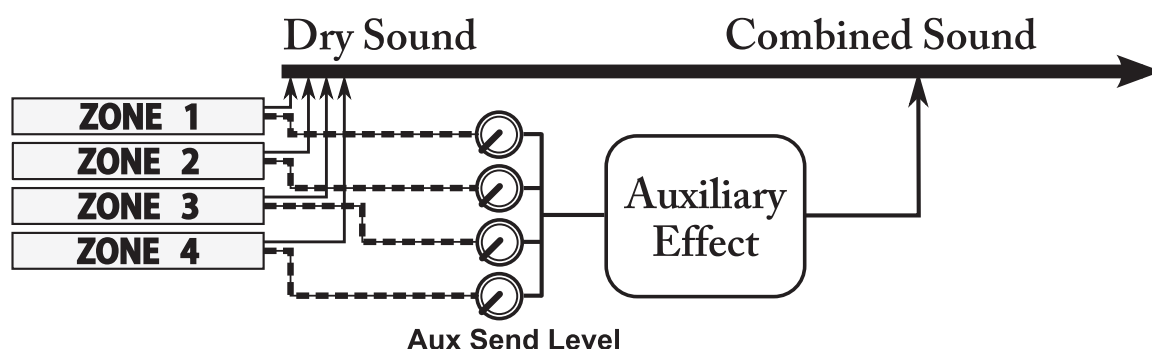 Dry Sound
Combined Sound
ZONE 1
ZONE 2
ZONE 3
ZONE 4
Auxiliary
Effect
Aux Send Level